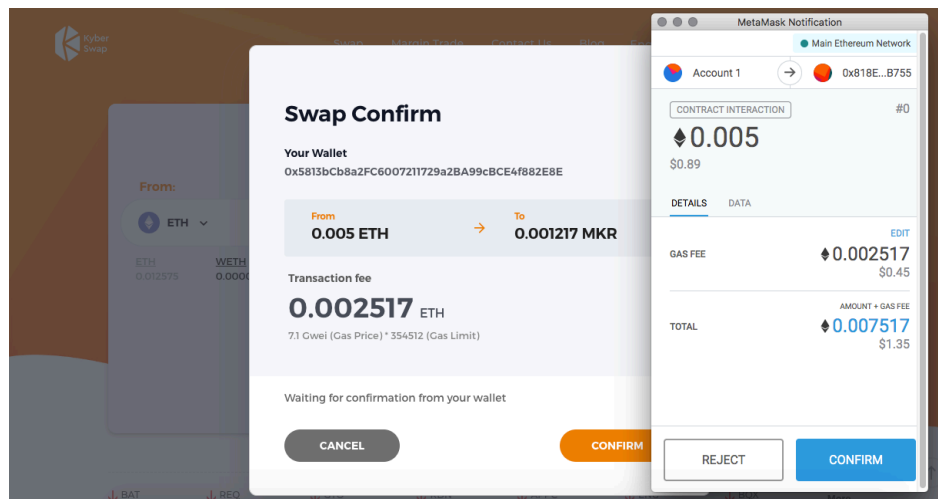 Kyber
Swap
Swap Margin Trade Contact Us Blog
From:
ETH
ETH WETH
0.012575 0.0000
Swap Confirm
Your Wallet
0x5813bCb8a2FC6007211729a2BA99cBCE4f882E8E
From To
0.005 ETH 0.001217 MKR
Transaction fee
0.002517 ETH
7.1 Gwei (Gas Price) * 354512 (Gas Limit)
Waiting for confirmation from your wallet
CANCEL CONFIRM
BAT REQ
MetaMask Notification
Main Ethereum Network
Account 1 0x818E...B755
CONTRACT INTERACTION #0
0.005
$0.89
DETAILS DATA
EDIT
GAS FEE 0.002517
$0.45
AMOUNT + GAS FEE
TOTAL 0.007517
$1.35
REJECT CONFIRM